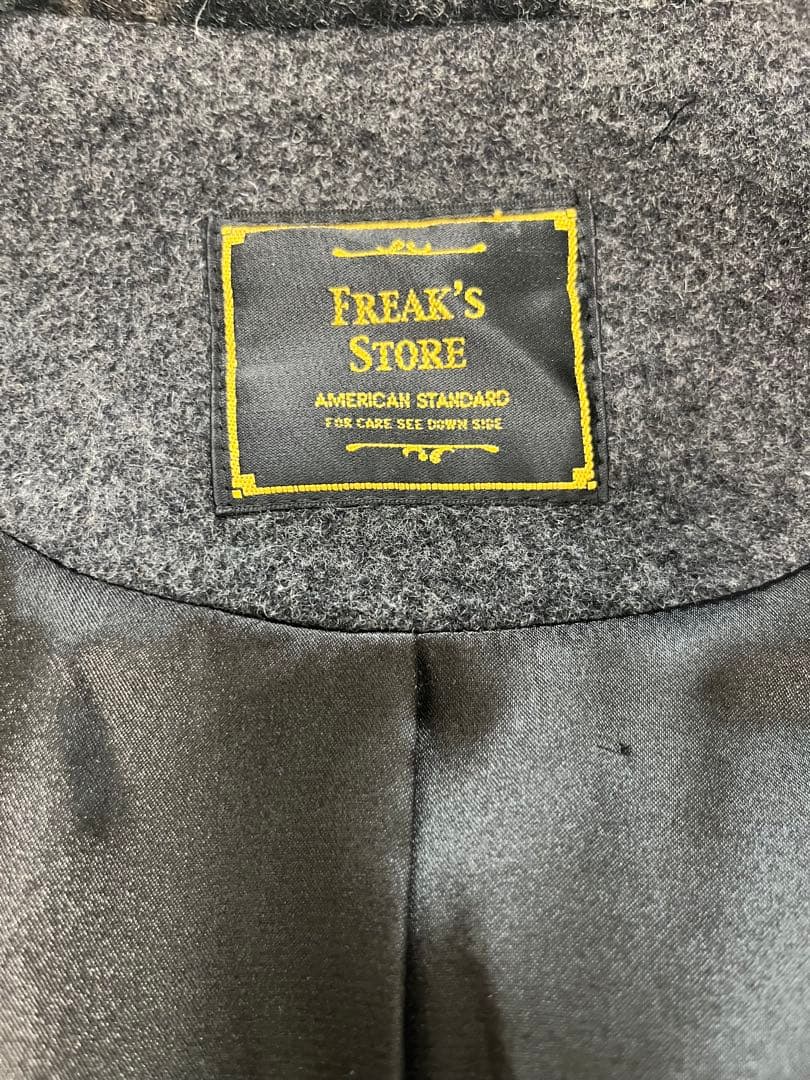 FREAK'S
STORE
AMERICAN STANDARD
FOR CARE SEE DOWN SIDE